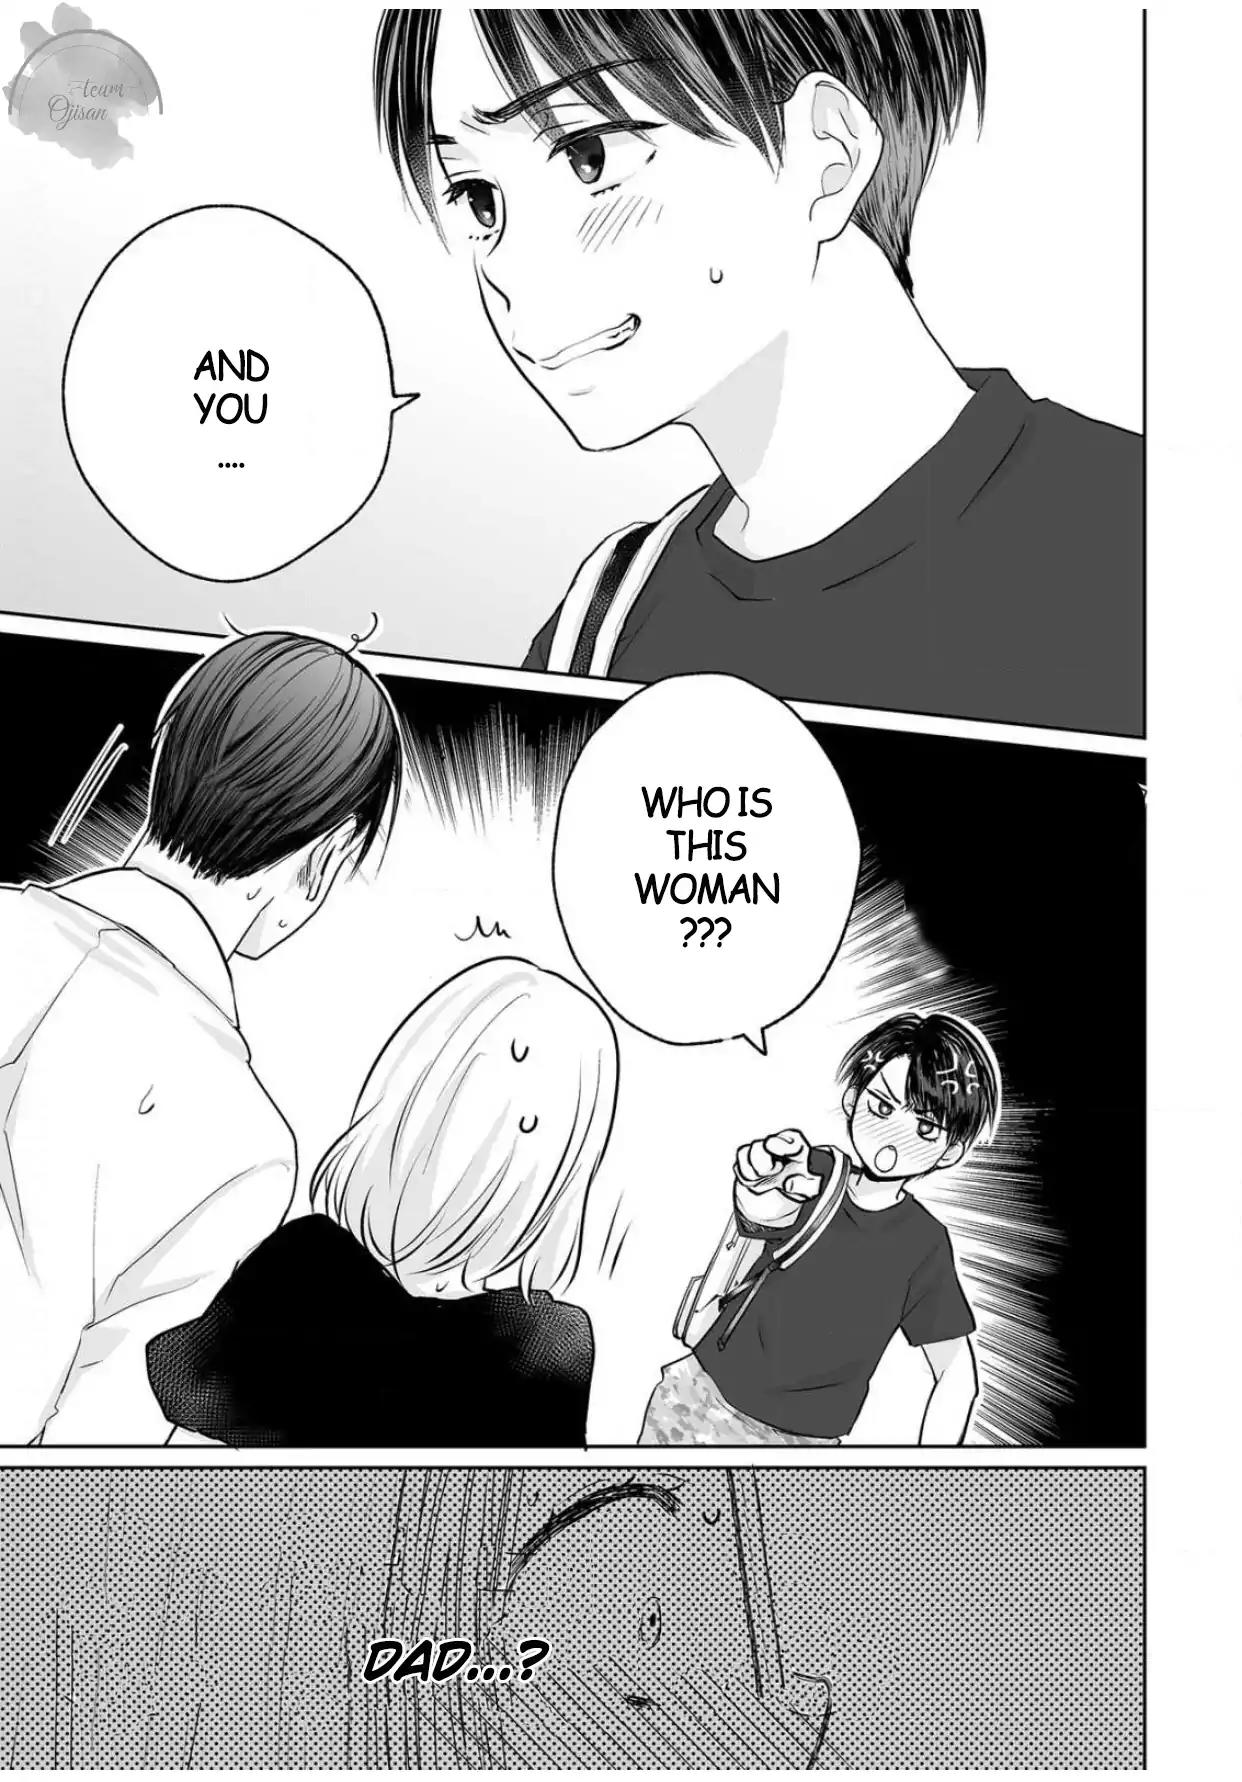 team
Ojisan
AND
YOU
....
WHO IS
THIS
WOMAN
???
DAD...?